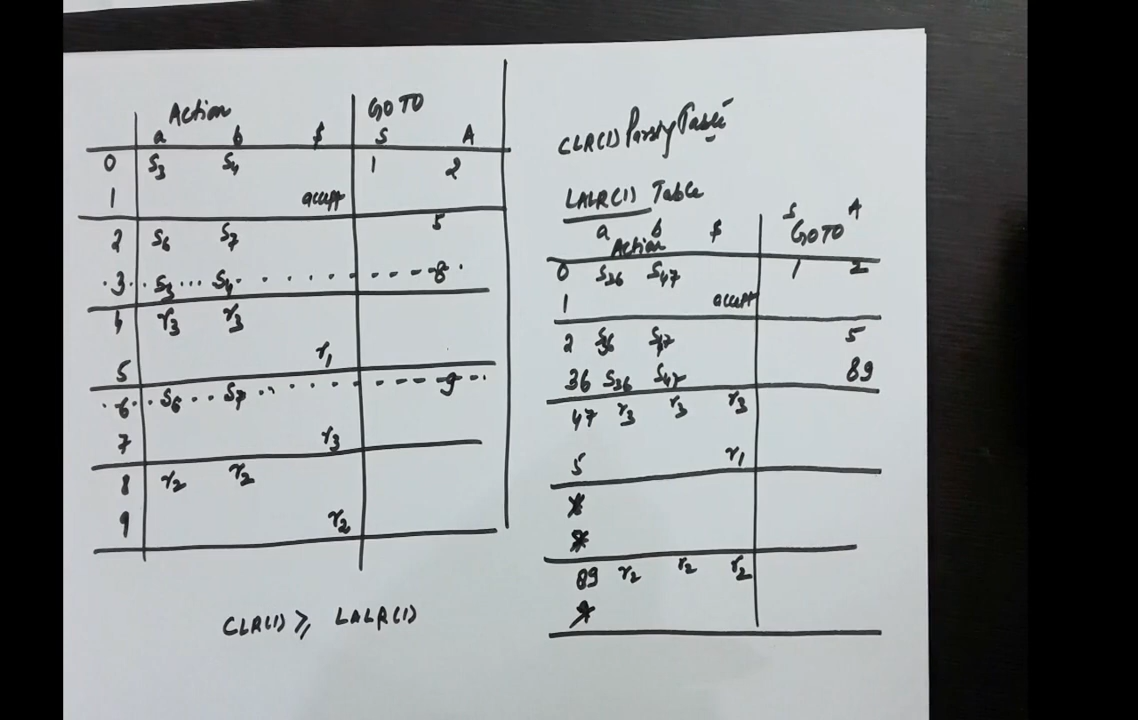 Action GOTO
a b $ S A
0 S3 S4 1 2
1 accept
2 S6 S7 5
3 S3 S4 8
4 r3 r3
5 r1
6 S6 S7 9
7 r3
8 r2 r2
9 r2
CLR(1) ≥ LALR(1)
CLR(1) Parsing Table
LALR(1) Table
a b $ S GOTO A
Action
0 S36 S47 1 2
1 accept
2 S36 S47 5
36 S36 S47 89
47 r3 r3 r3
5 r1
89 r2 r2 r2